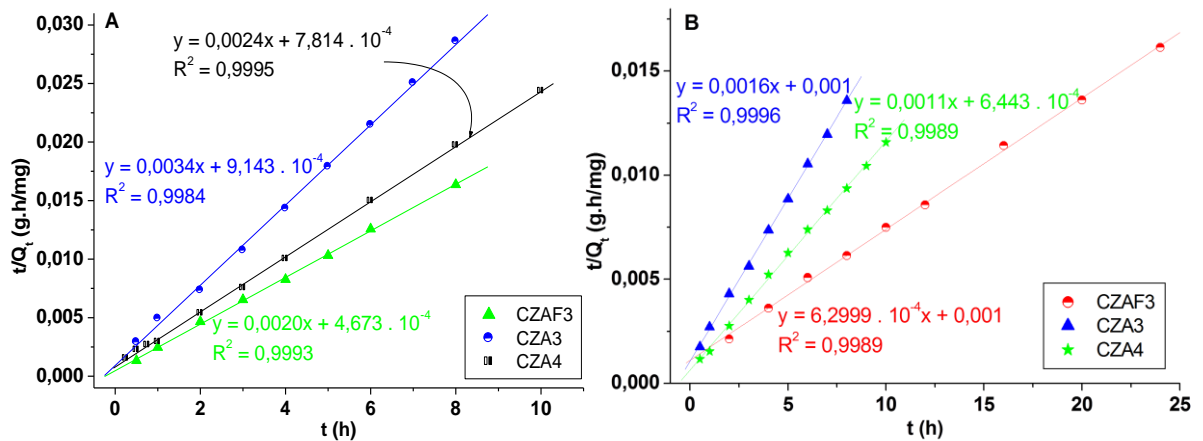 A
t/Qt (g.h/mg)
0,030
0,025
0,020
0,015
0,010
0,005
0,000
y = 0,0024x + 7,814 . 10-4
R2 = 0,9995
y = 0,0034x + 9,143 . 10-4
R2 = 0,9984
y = 0,0020x + 4,673 . 10-4
R2 = 0,9993
CZAF3
CZA3
CZA4
0 2 4 6 8 10
t (h)
B
t/Qt (g.h/mg)
0,015
0,010
0,005
0,000
y = 0,0016x + 0,001
R2 = 0,9996
y = 0,0011x + 6,443 . 10-4
R2 = 0,9989
y = 6,2999 . 10-4x + 0,001
R2 = 0,9989
CZAF3
CZA3
CZA4
0 5 10 15 20 25
t (h)